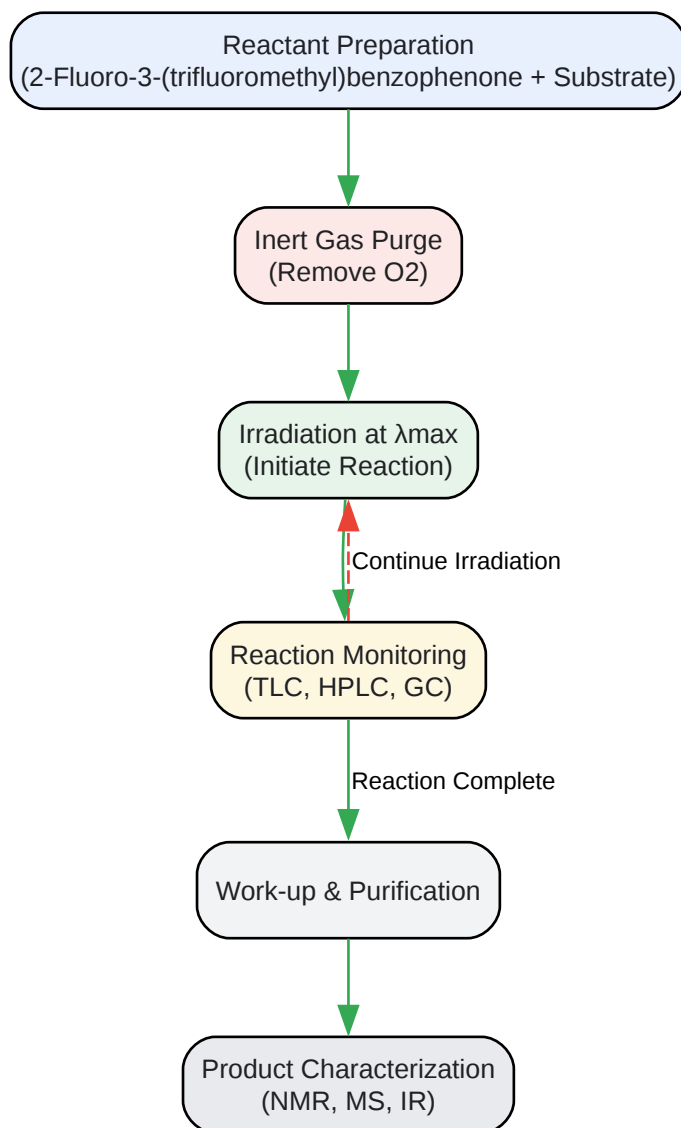 Reactant Preparation
(2-Fluoro-3-(trifluoromethyl)benzophenone + Substrate)
Inert Gas Purge
(Remove O2)
Irradiation at λmax
(Initiate Reaction)
Continue Irradiation
Reaction Monitoring
(TLC, HPLC, GC)
Reaction Complete
Work-up & Purification
Product Characterization
(NMR, MS, IR)